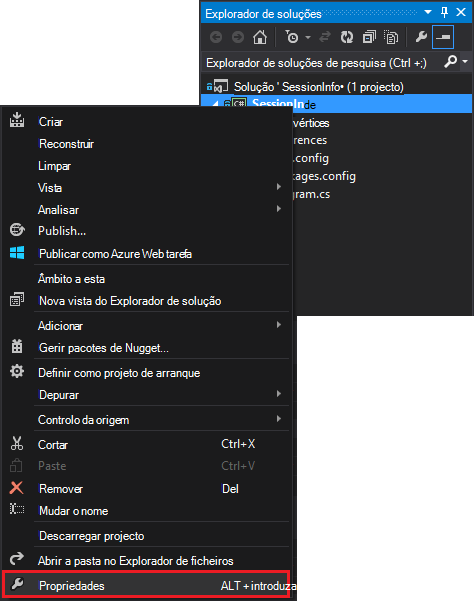 Explorador de soluções
Explorador de soluções de pesquisa (Ctrl +;)
Solução ' SessionInfo• (1 projecto)
C# SessionInde
vértices
rences
.config
ages.config
gram.cs
Criar
Reconstruir
Limpar
Vista
Analisar
Publish...
Publicar como Azure Web tarefa
Âmbito a esta
Nova vista do Explorador de solução
Adicionar
Gerir pacotes de Nugget...
Definir como projeto de arranque
Depurar
Controlo da origem
Cortar Ctrl+X
Paste Ctrl+V
Remover Del
Mudar o nome
Descarregar projecto
Abrir a pasta no Explorador de ficheiros
Propriedades ALT +introduza